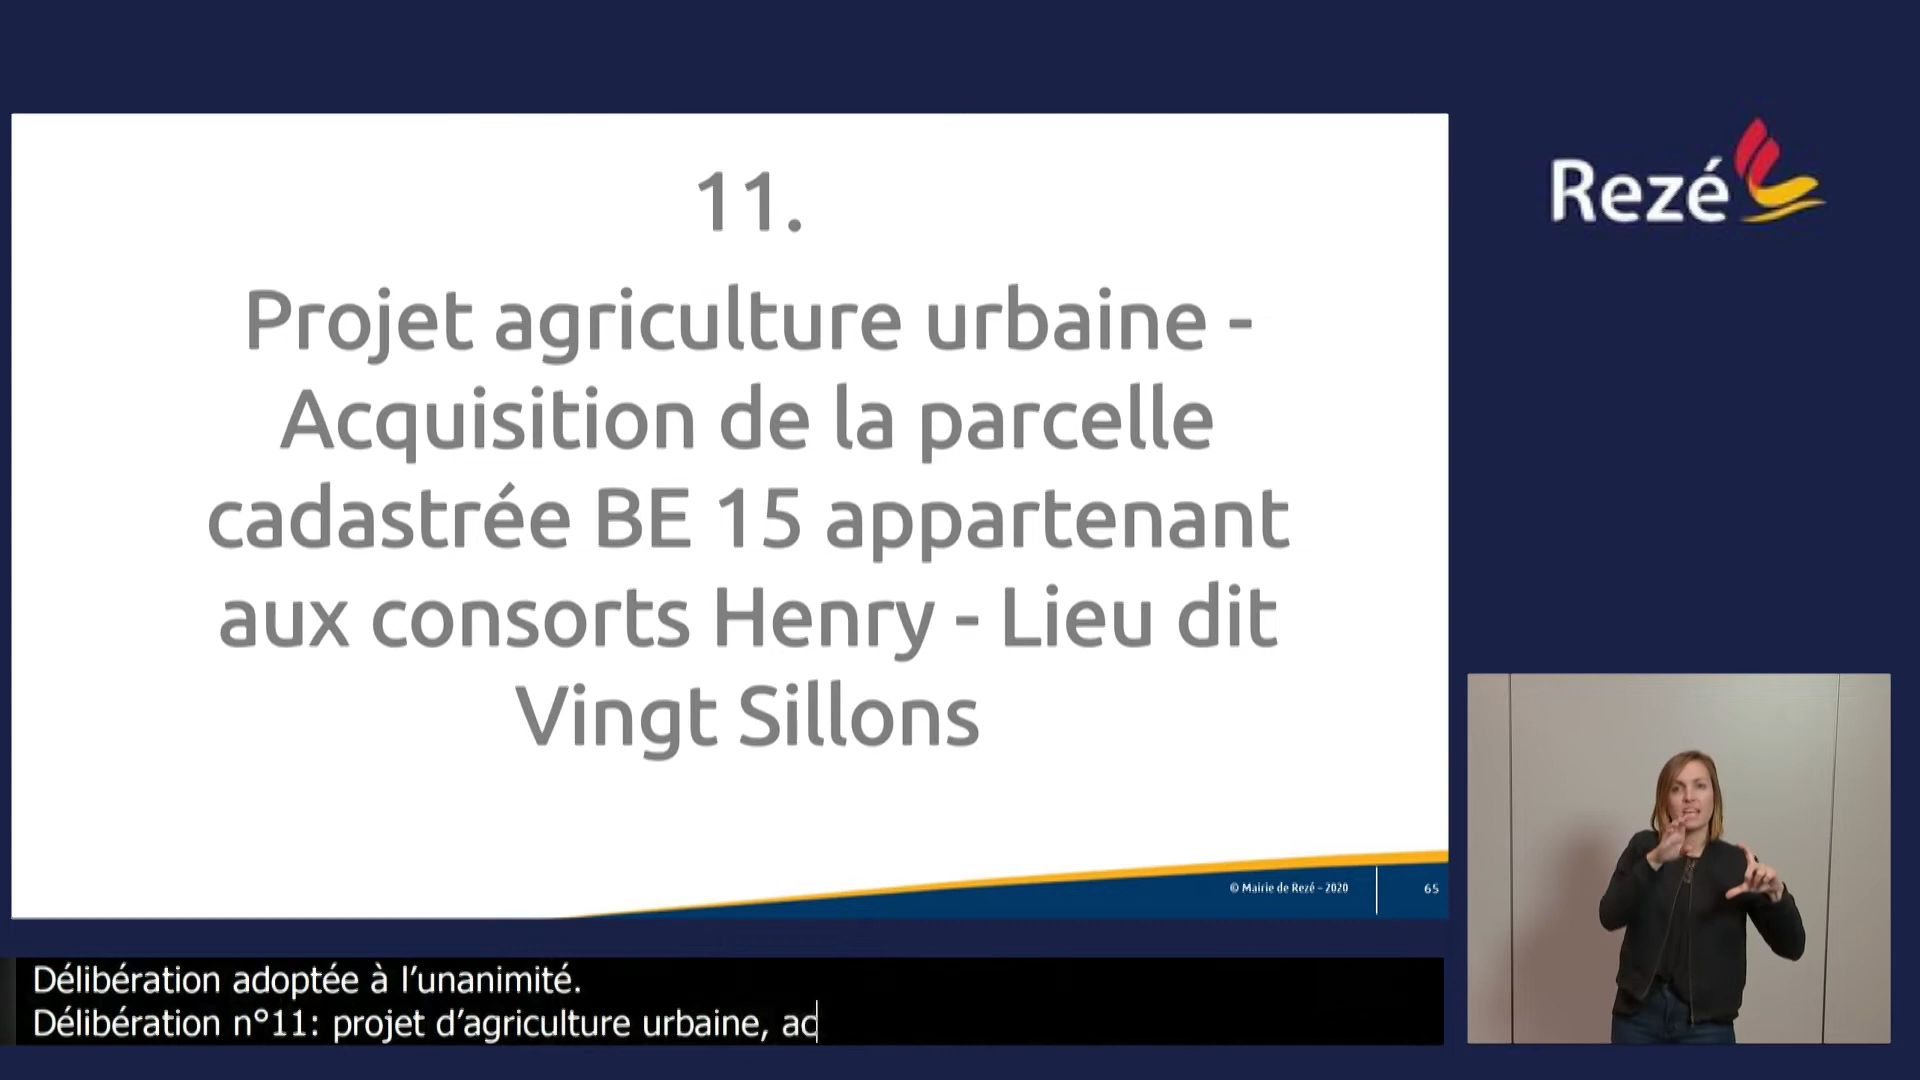 11.
Projet agriculture urbaine -
Acquisition de la parcelle
cadastrée BE 15 appartenant
aux consorts Henry - Lieu dit
Vingt Sillons
© Mairie de Rezé - 2020
65
Rezé
Délibération adoptée à l’unanimité.
Délibération n°11: projet d’agriculture urbaine, ac